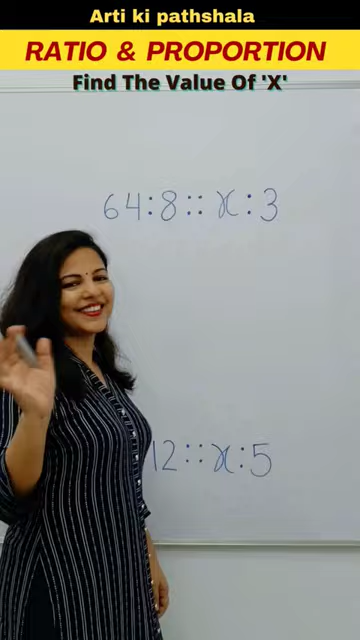 Arti ki pathshala
RATIO & PROPORTION
Find The Value Of 'X'
64:8::x:3
12::x:5